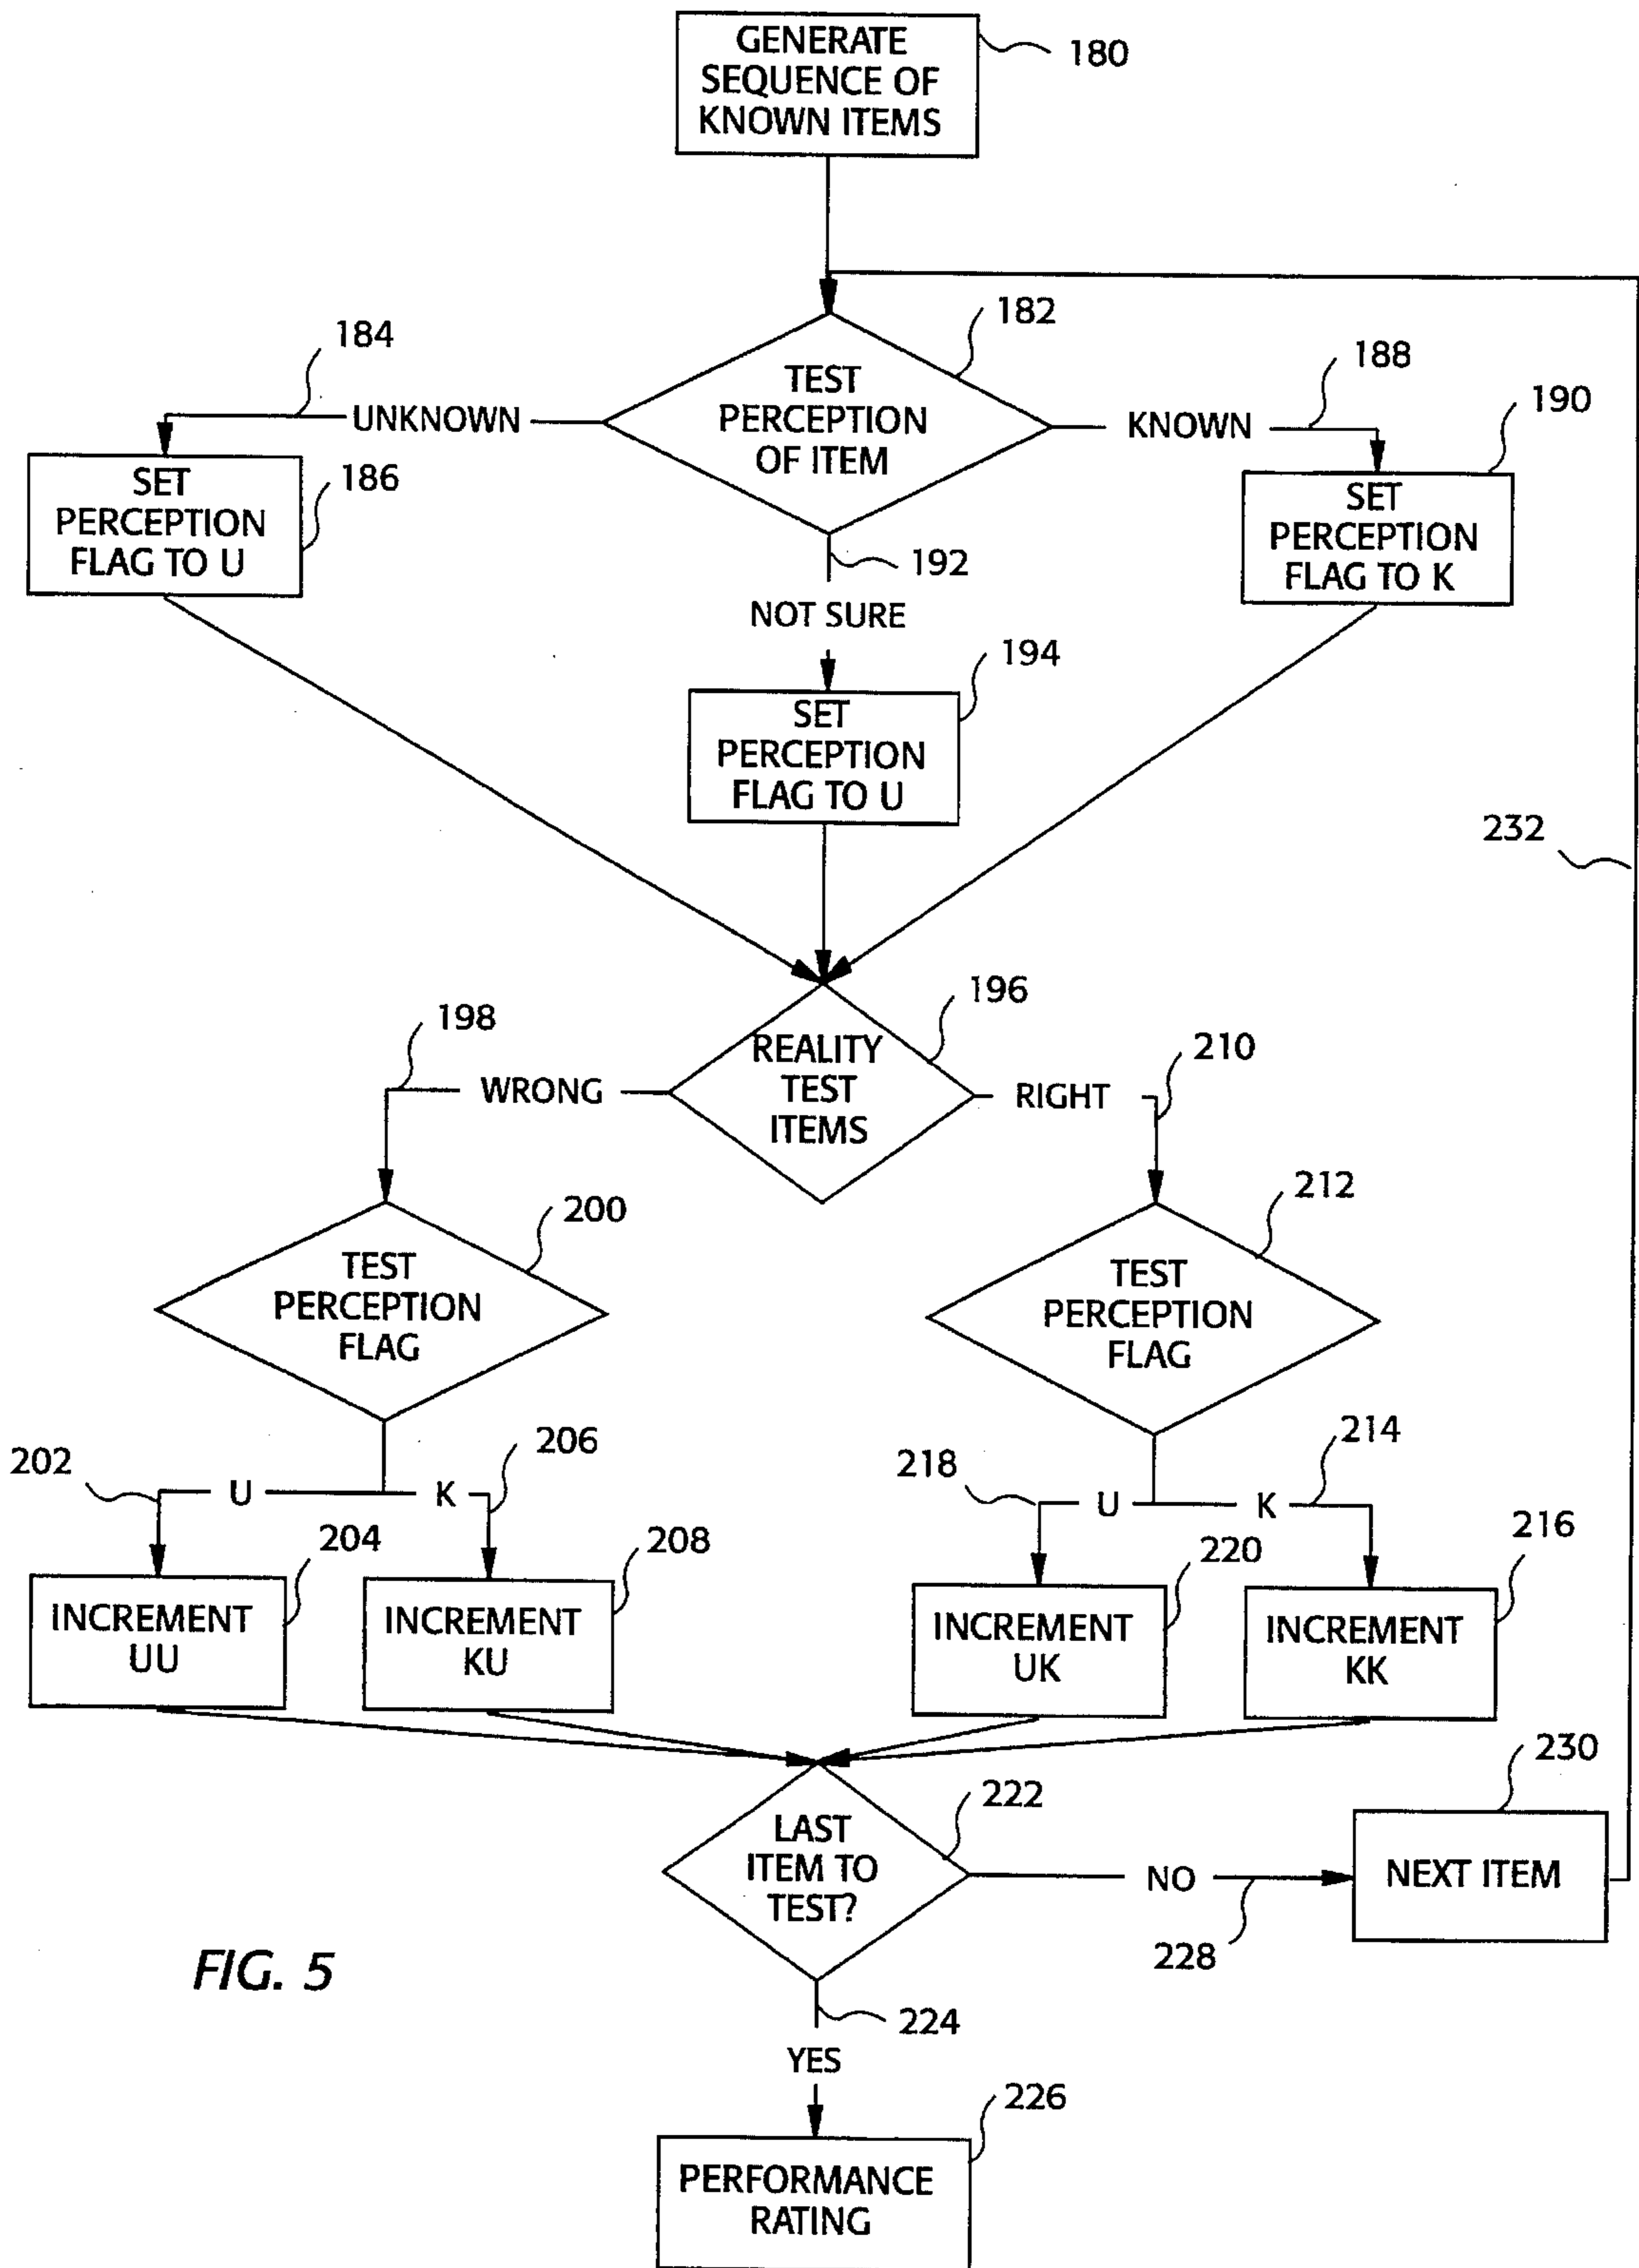 GENERATE
SEQUENCE OF
KNOWN ITEMS
180
182
184
188
190
UNKNOWN
TEST
PERCEPTION
OF ITEM
KNOWN
SET
PERCEPTION
FLAG TO U
186
SET
PERCEPTION
FLAG TO K
192
NOT SURE
194
SET
PERCEPTION
FLAG TO U
232
196
198
REALITY
TEST
ITEMS
210
WRONG
RIGHT
200
212
TEST
PERCEPTION
FLAG
TEST
PERCEPTION
FLAG
202
U
K
206
218
U
K
214
204
208
220
216
INCREMENT
UU
INCREMENT
KU
INCREMENT
UK
INCREMENT
KK
222
230
LAST
ITEM TO
TEST?
NO
228
NEXT ITEM
FIG. 5
224
YES
226
PERFORMANCE
RATING